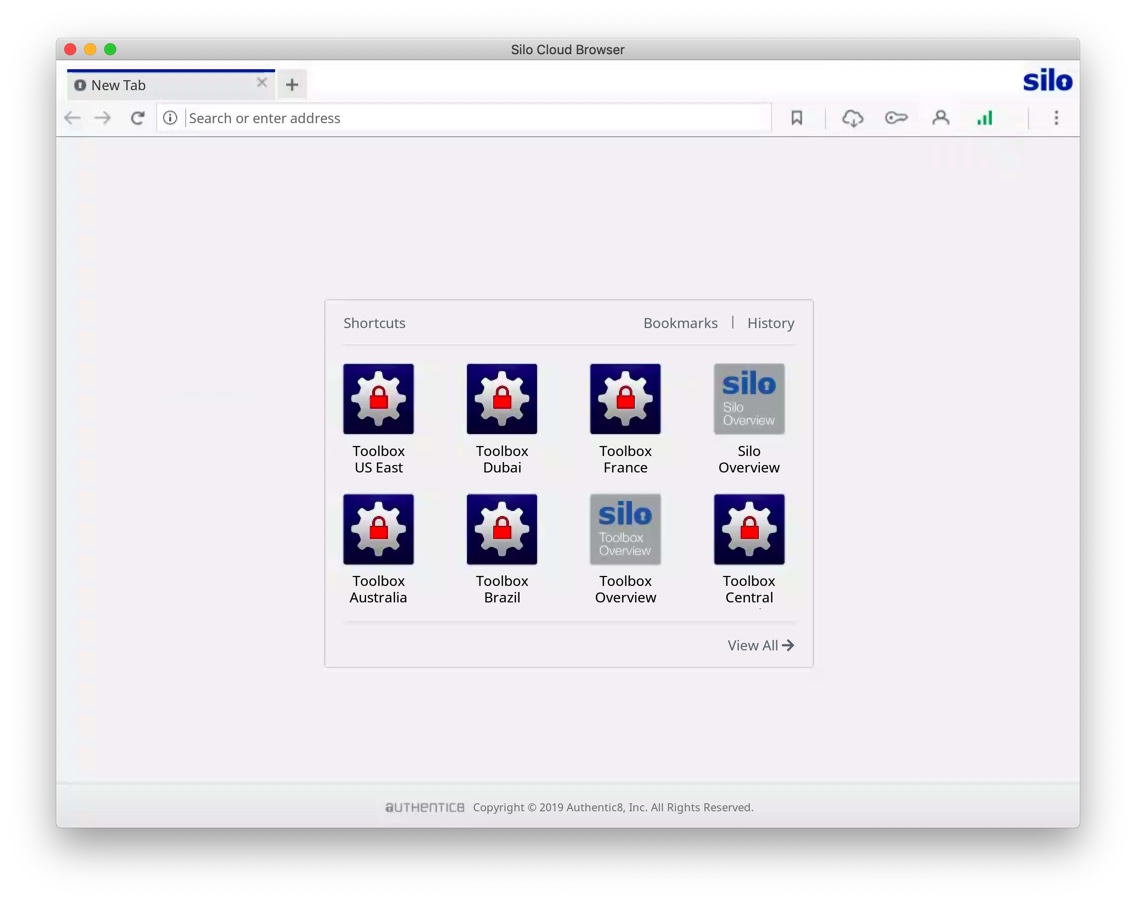 Silo Cloud Browser
New Tab
silo
Search or enter address
Shortcuts
Bookmarks | History
Toolbox
US East
Toolbox
Dubai
Toolbox
France
silo
Silo
Overview
Silo
Overview
Toolbox
Australia
Toolbox
Brazil
silo
Toolbox
Overview
Toolbox
Overview
Toolbox
Central
View All
AUTHENTIC8 Copyright © 2019 Authentic8, Inc. All Rights Reserved.